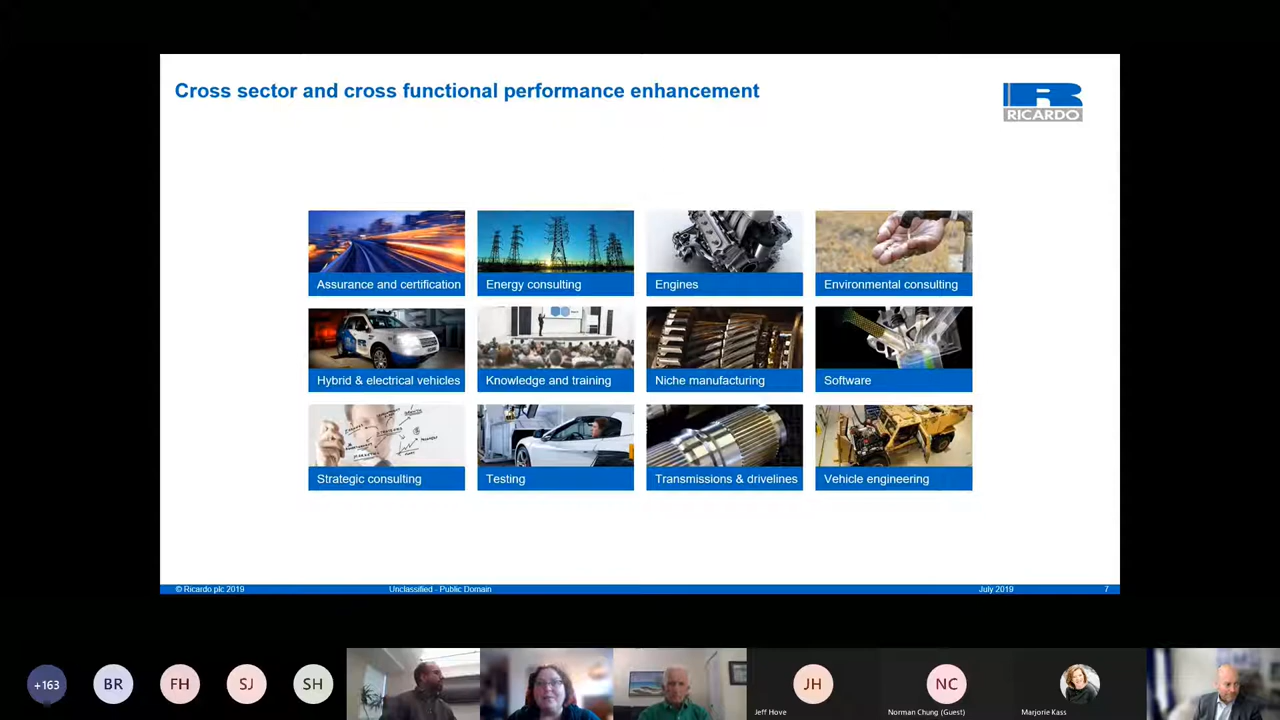 Cross sector and cross functional performance enhancement
RICARDO
Assurance and certification
Energy consulting
Engines
Environmental consulting
Hybrid & electrical vehicles
Knowledge and training
Niche manufacturing
Software
Strategic consulting
Testing
Transmissions & drivelines
Vehicle engineering
© Ricardo plc 2019
Unclassified - Public Domain
July 2019
7
+163
BR
FH
SJ
SH
JH
NC
Jeff Hove
Norman Chung (Guest)
Marjorie Kass